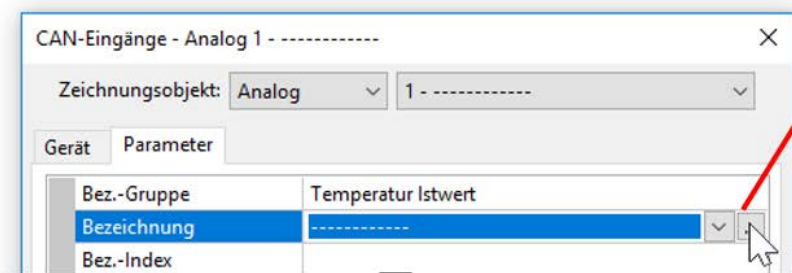 CAN-Eingänge - Analog 1 - ------------
Zeichnungsobjekt: Analog 1 - ------------
Gerät Parameter
Bez.-Gruppe Temperatur Istwert
Bezeichnung ------------
Bez.-Index